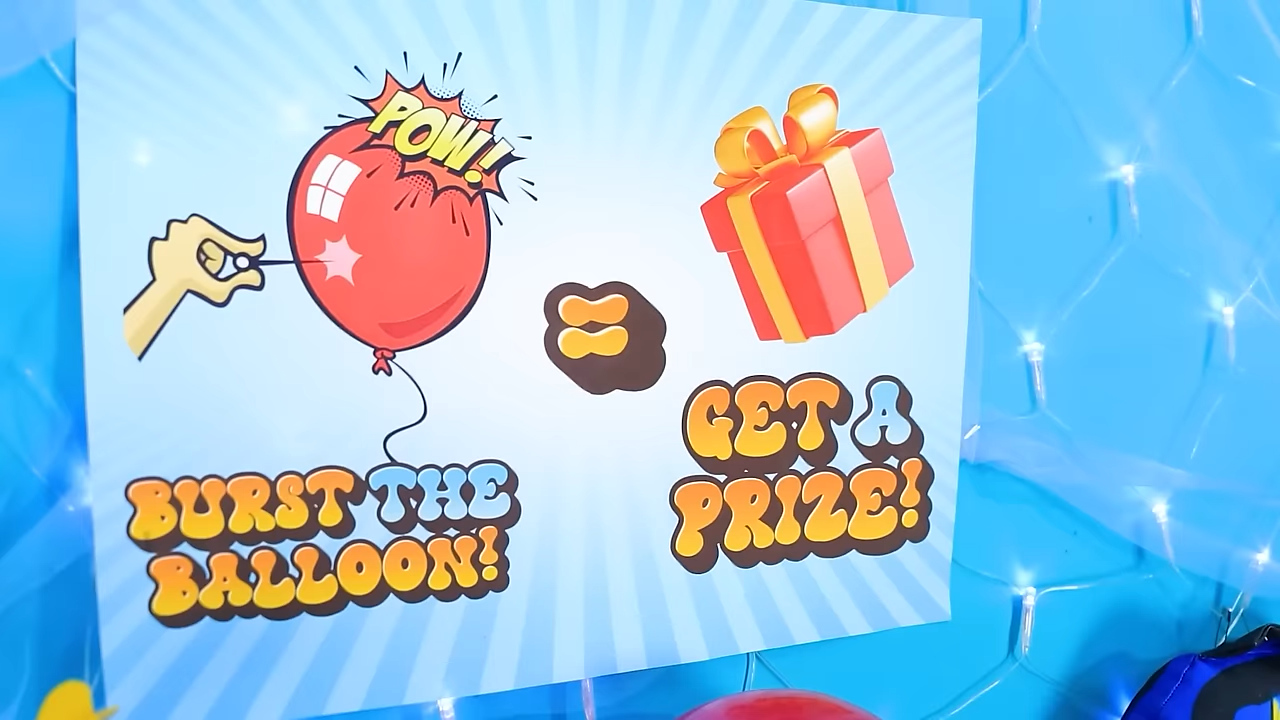 POW!
BURST THE
BALLOON!
=
GET A
PRIZE!